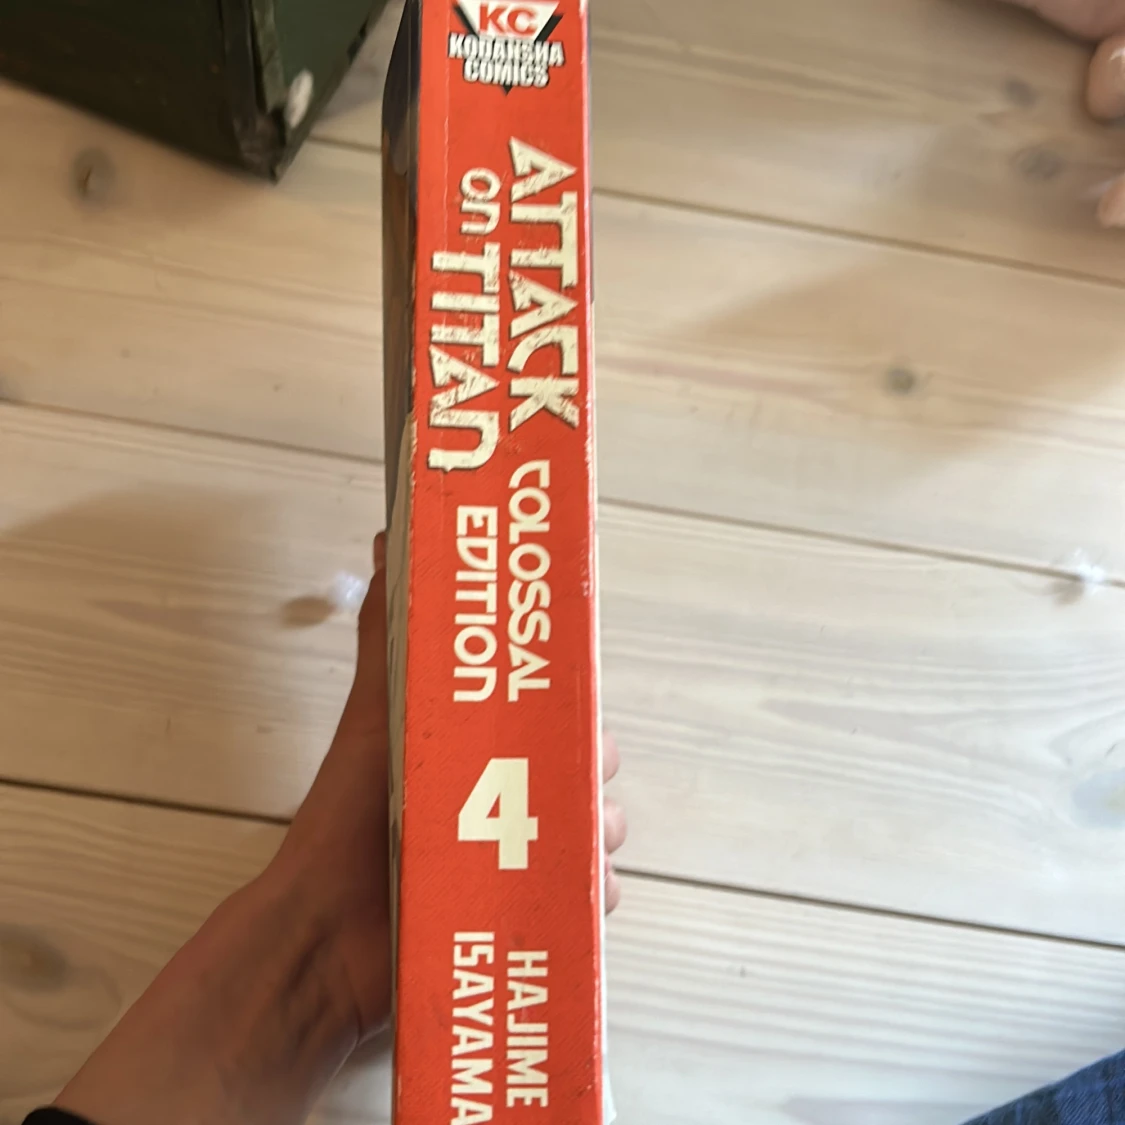 KC
KODANSHA
COMICS
ATTACK
on TITAN
COLOSSAL
EDITION
4
HAJIME
ISAYAMA